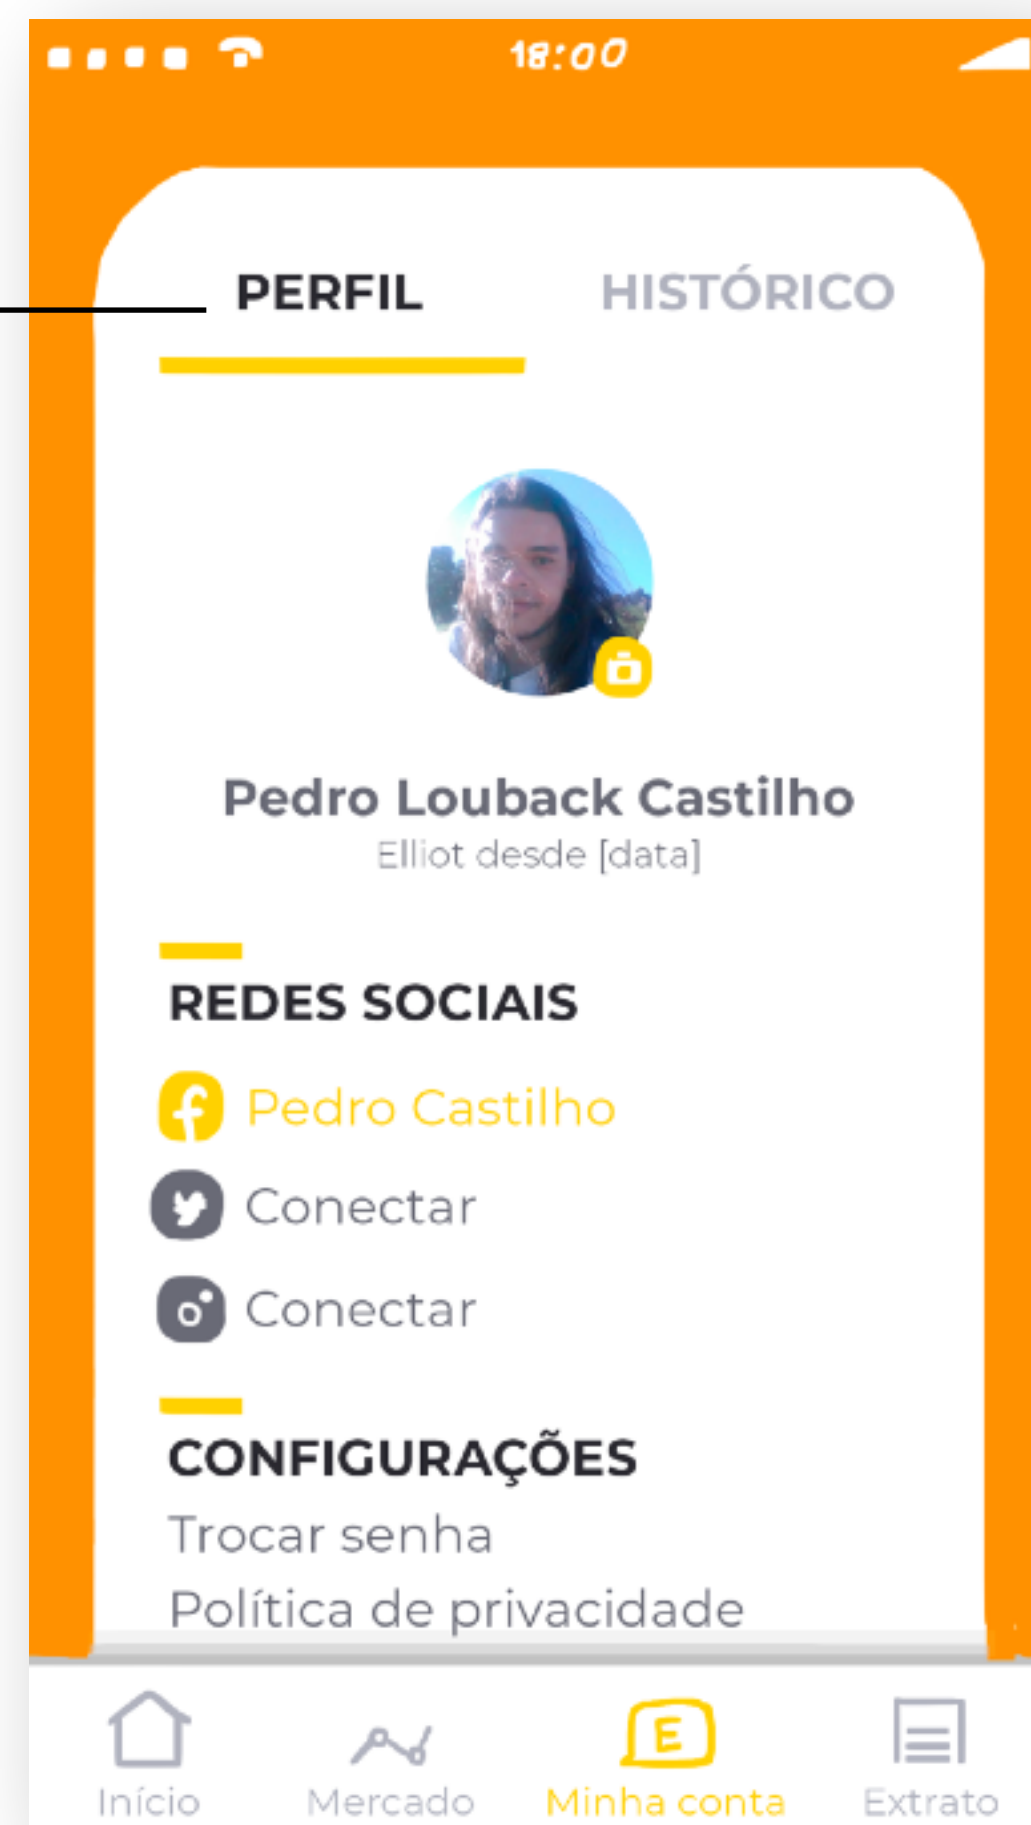 18:00
PERFIL HISTÓRICO
Pedro Louback Castilho
Elliot desde [data]
REDES SOCIAIS
Pedro Castilho
Conectar
Conectar
CONFIGURAÇÕES
Trocar senha
Política de privacidade
E
Início Mercado Minha conta Extrato